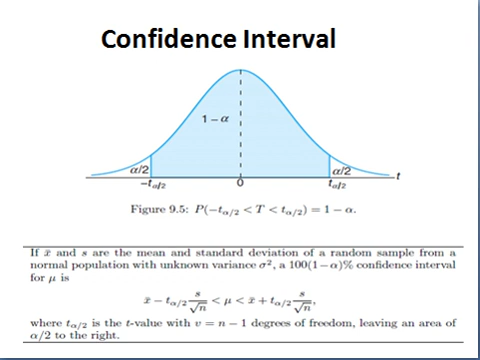 Confidence Interval
1 − α
α/2 α/2
−tα/2 0 tα/2 t
Figure 9.5: P(−tα/2 < T < tα/2) = 1 − α.
If x̄ and s are the mean and standard deviation of a random sample from a
normal population with unknown variance σ², a 100(1−α)% confidence interval
for μ is
x̄ − tα/2 s/√n < μ < x̄ + tα/2 s/√n,
where tα/2 is the t-value with v = n − 1 degrees of freedom, leaving an area of
α/2 to the right.